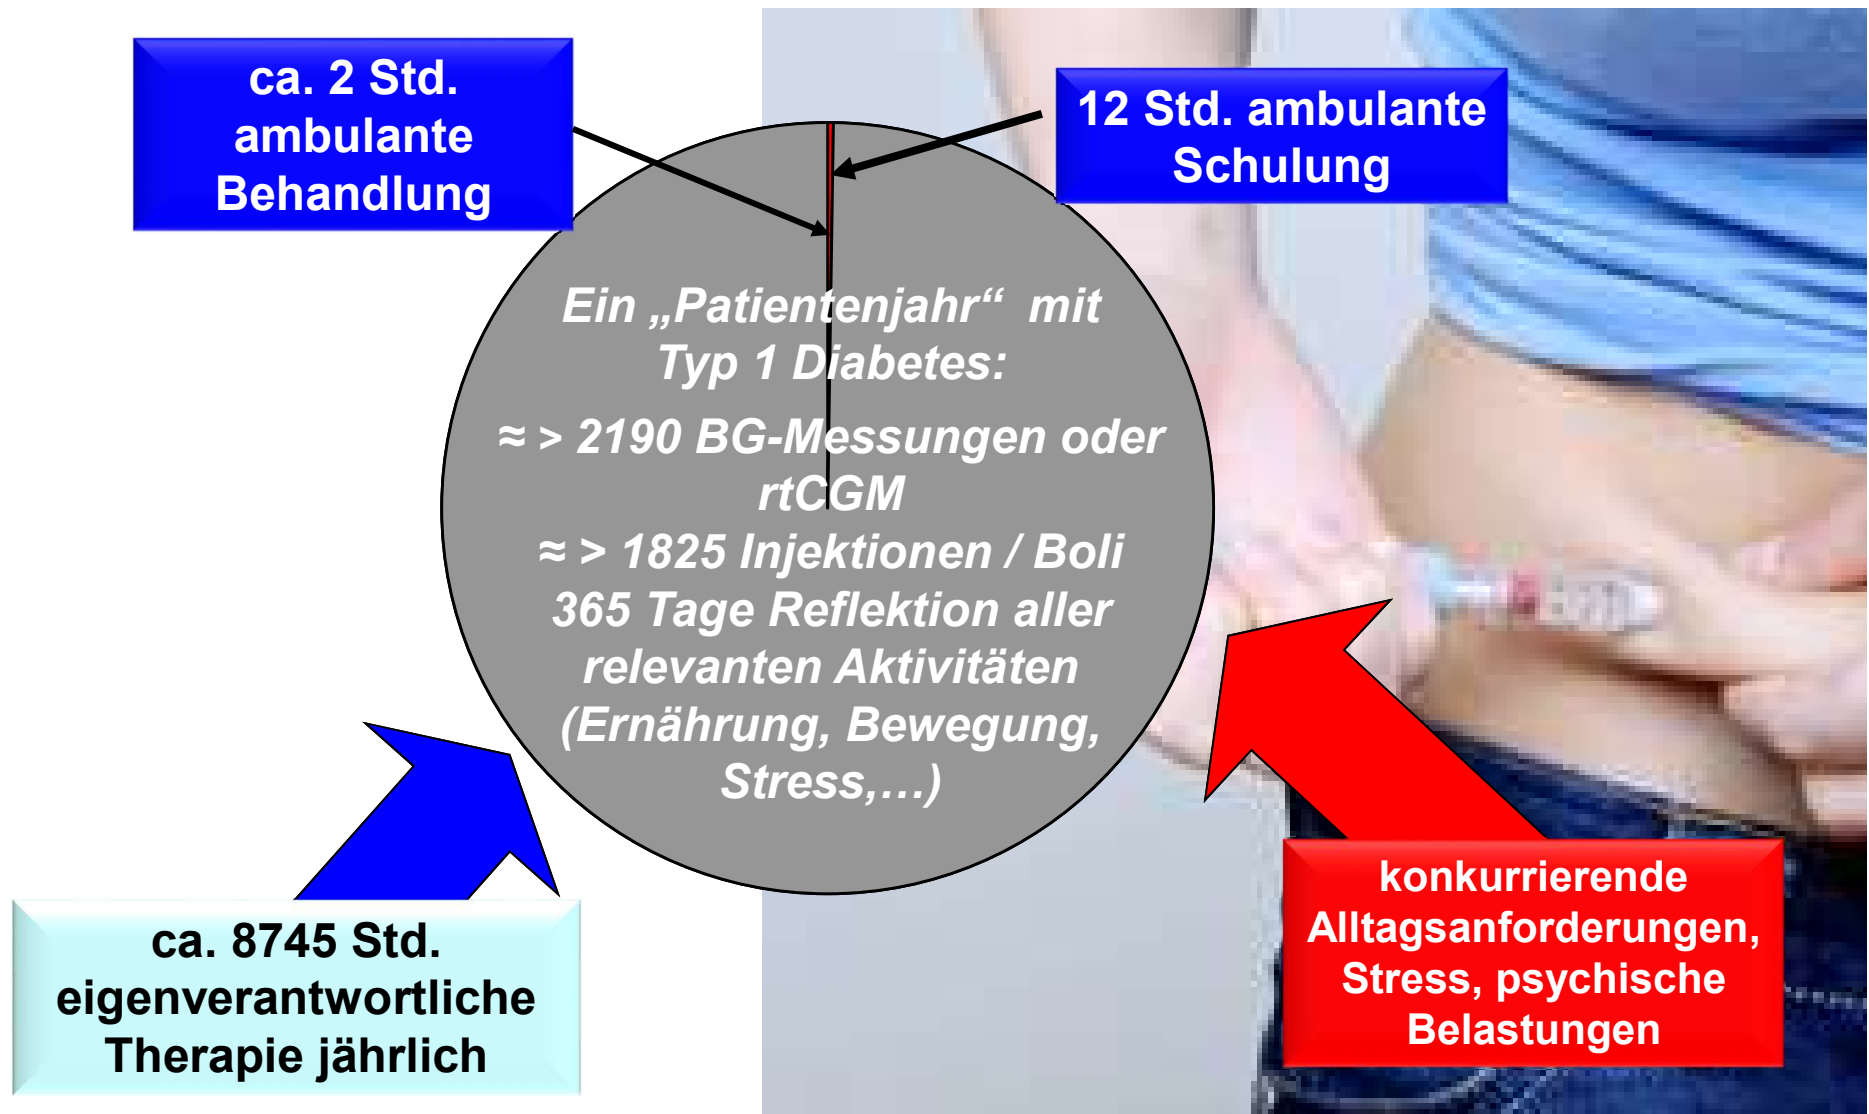 ca. 2 Std.
ambulante
Behandlung
12 Std. ambulante
Schulung
Ein „Patientenjahr“ mit
Typ 1 Diabetes:
≈ > 2190 BG-Messungen oder
rtCGM
≈ > 1825 Injektionen / Boli
365 Tage Reflektion aller
relevanten Aktivitäten
(Ernährung, Bewegung,
Stress,…)
ca. 8745 Std.
eigenverantwortliche
Therapie jährlich
konkurrierende
Alltagsanforderungen,
Stress, psychische
Belastungen